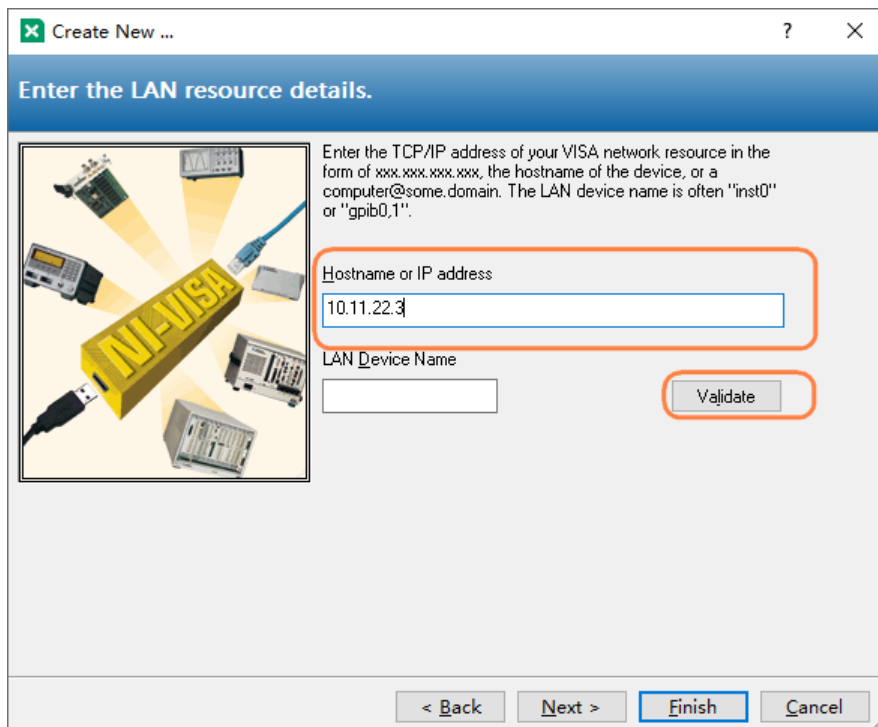 Create New ...
?
Enter the LAN resource details.
Enter the TCP/IP address of your VISA network resource in the
form of xxx.xxx.xxx.xxx, the hostname of the device, or a
computer@some.domain. The LAN device name is often "inst0"
or "gpib0,1".
NI-VISA
Hostname or IP address
10.11.22.3
LAN Device Name
Validate
< Back
Next >
Finish
Cancel